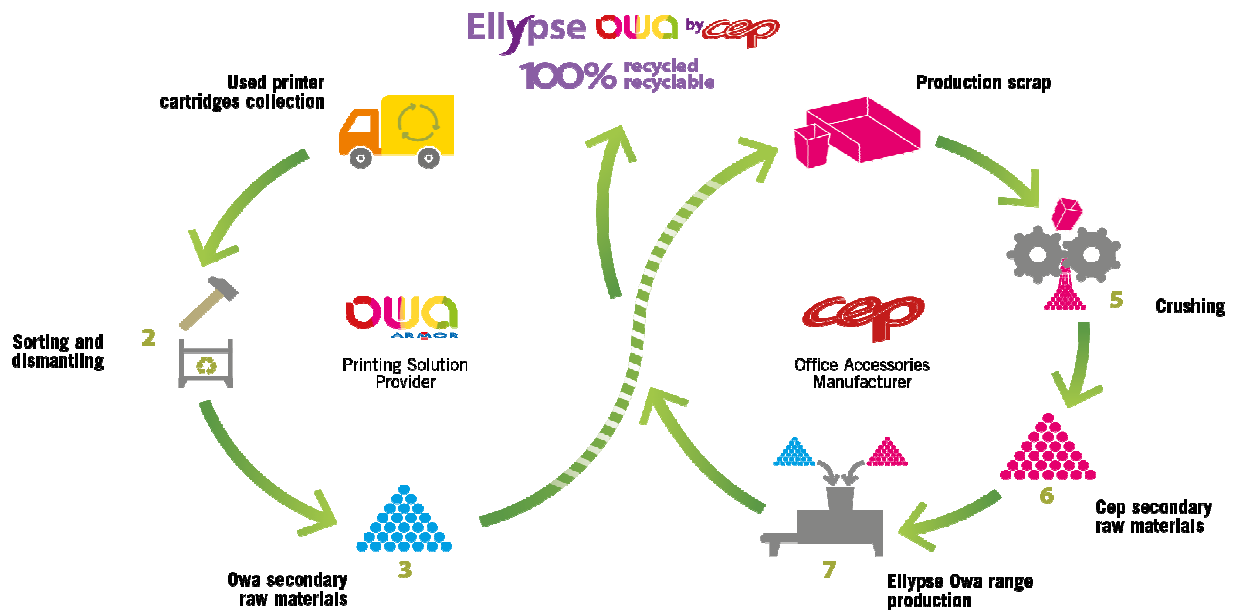 Ellypse owa by cep
100% recycled
recyclable
Used printer
cartridges collection
Production scrap
2
Sorting and
dismantling
owa
ARMOR
Printing Solution
Provider
cep
Office Accessories
Manufacturer
5
Crushing
3
Owa secondary
raw materials
6
Cep secondary
raw materials
7
Ellypse Owa range
production